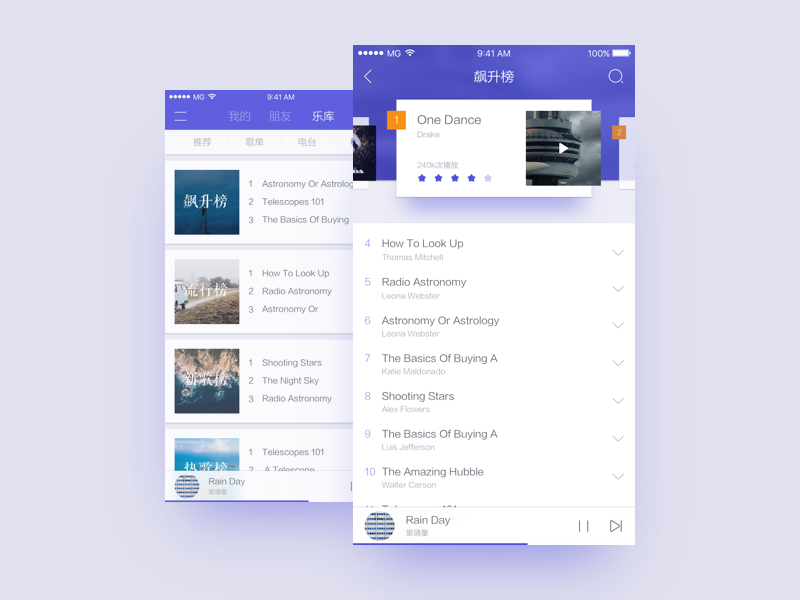 MG
9:41 AM
我的
朋友
乐库
推荐
歌单
电台
飙升榜
1 Astronomy Or Astrolog
2 Telescopes 101
3 The Basics Of Buying
流行榜
1 How To Look Up
2 Radio Astronomy
3 Astronomy Or
新歌榜
1 Shooting Stars
2 The Night Sky
3 Radio Astronomy
热歌榜
1 Telescopes 101
2 A Telescope
Rain Day
窦靖童
MG
9:41 AM
100%
飙升榜
1
One Dance
Drake
240k次播放
2
4 How To Look Up
Thomas Mitchell
5 Radio Astronomy
Leona Webster
6 Astronomy Or Astrology
Leona Webster
7 The Basics Of Buying A
Katie Maldonado
8 Shooting Stars
Alex Flowers
9 The Basics Of Buying A
Luis Jefferson
10 The Amazing Hubble
Walter Carson
Rain Day
窦靖童